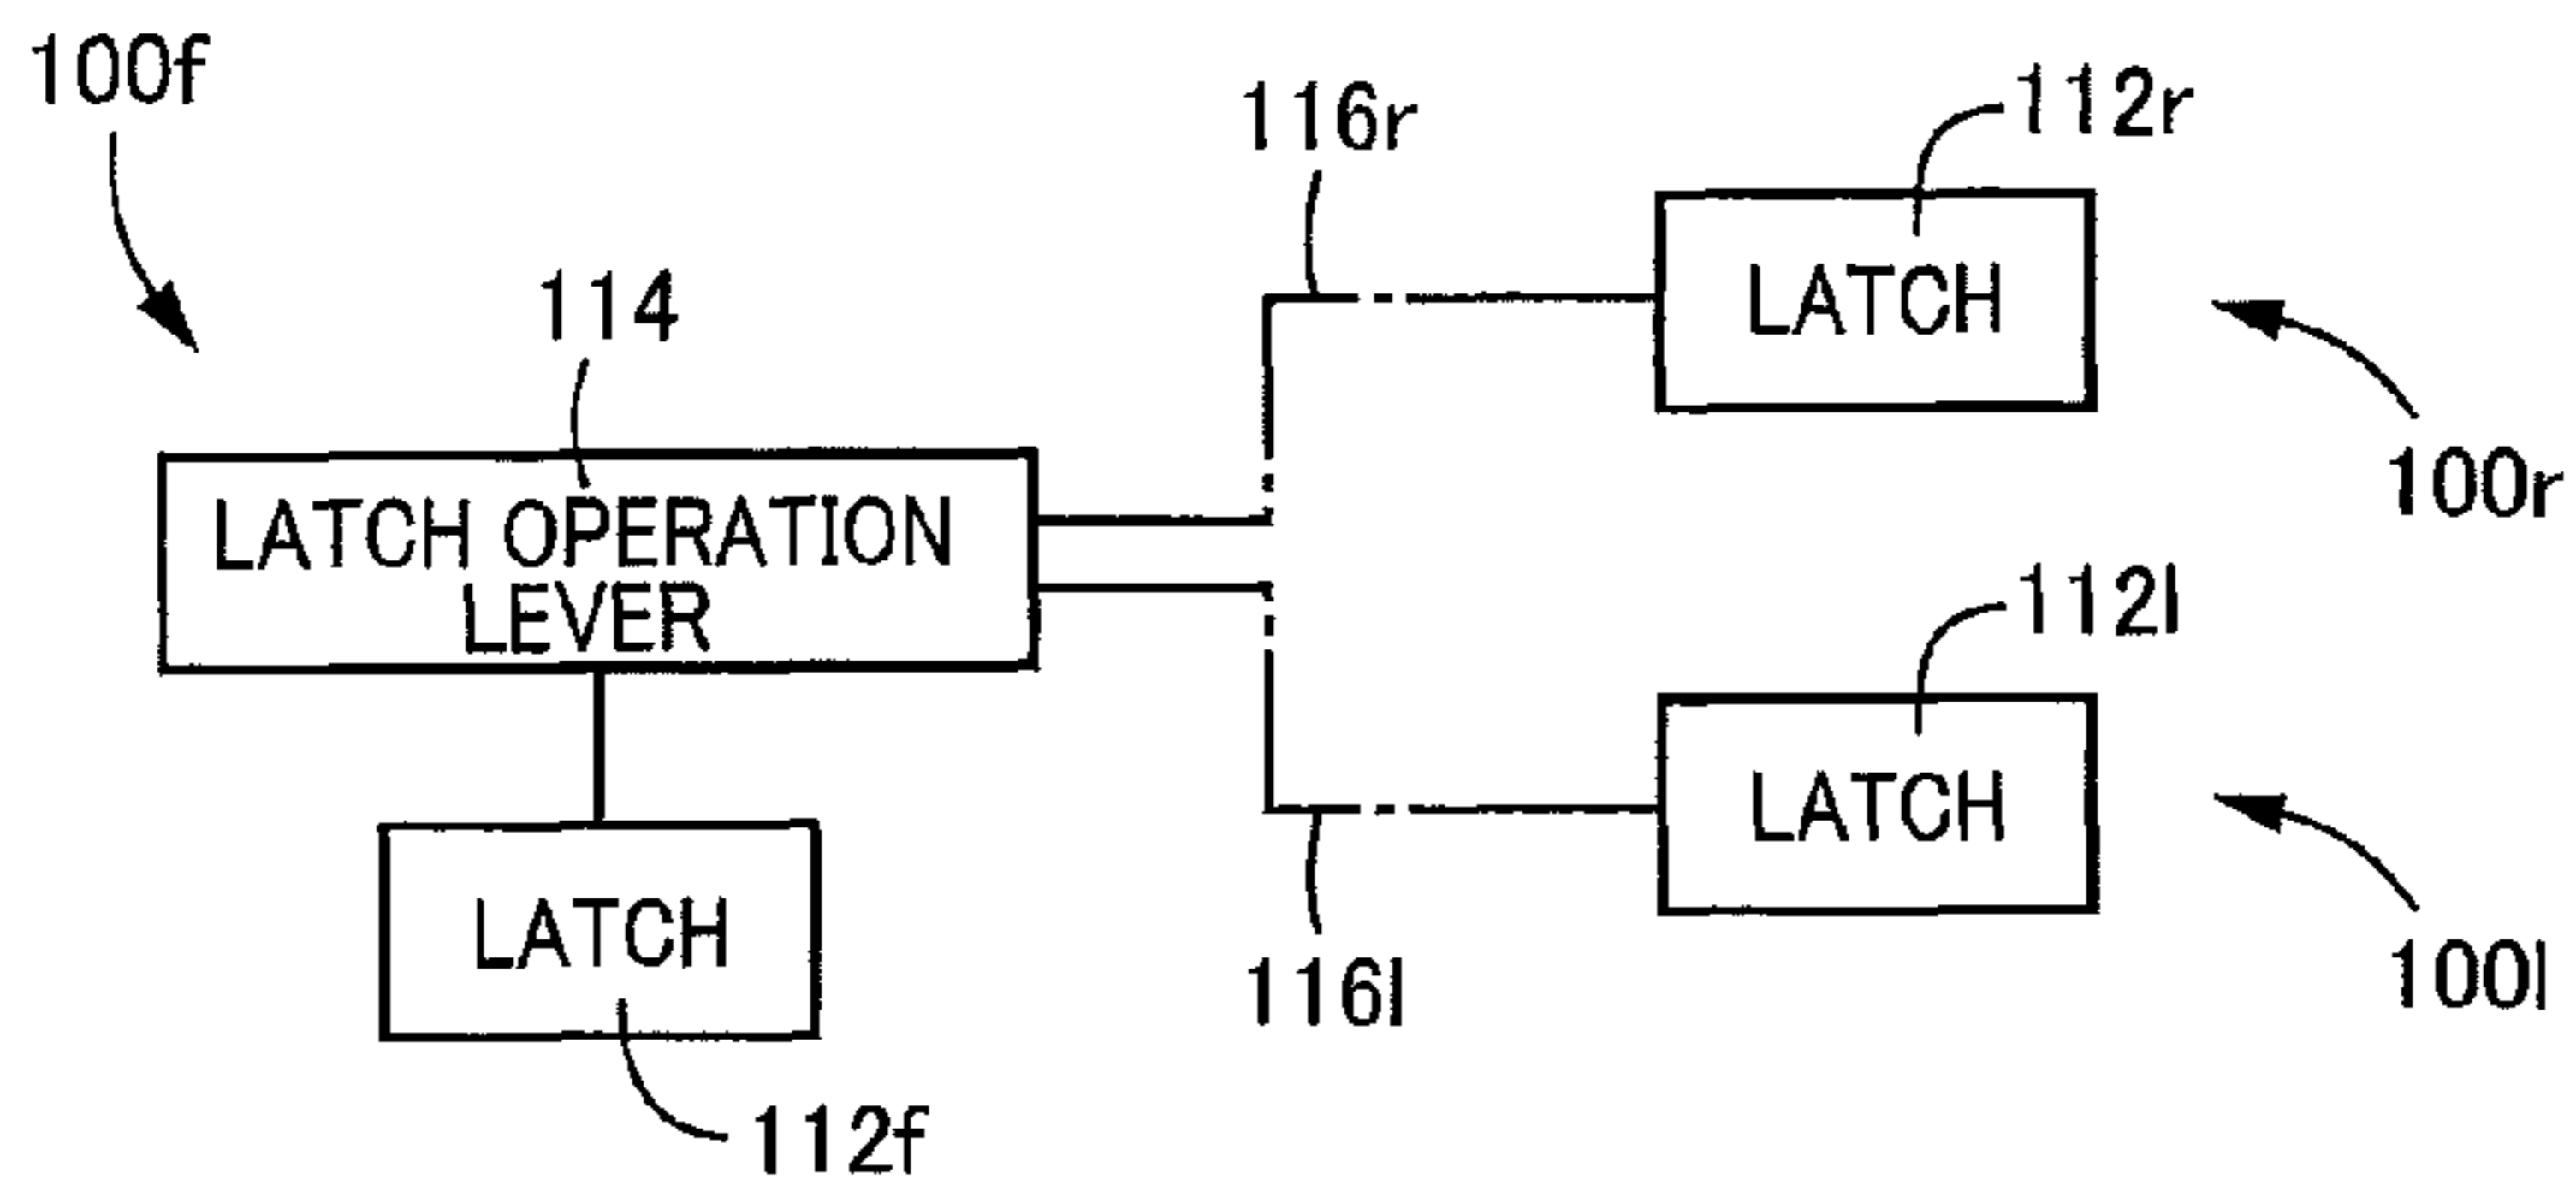 100f
116r
112r
114
LATCH
100r
LATCH OPERATION
LEVER
112l
LATCH
LATCH
116l
100l
112f